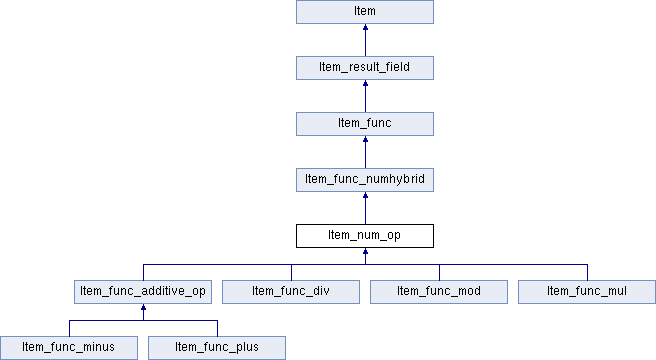 Item
Item_result_field
Item_func
Item_func_numhybrid
Item_num_op
Item_func_additive_op
Item_func_div
Item_func_mod
Item_func_mul
Item_func_minus
Item_func_plus